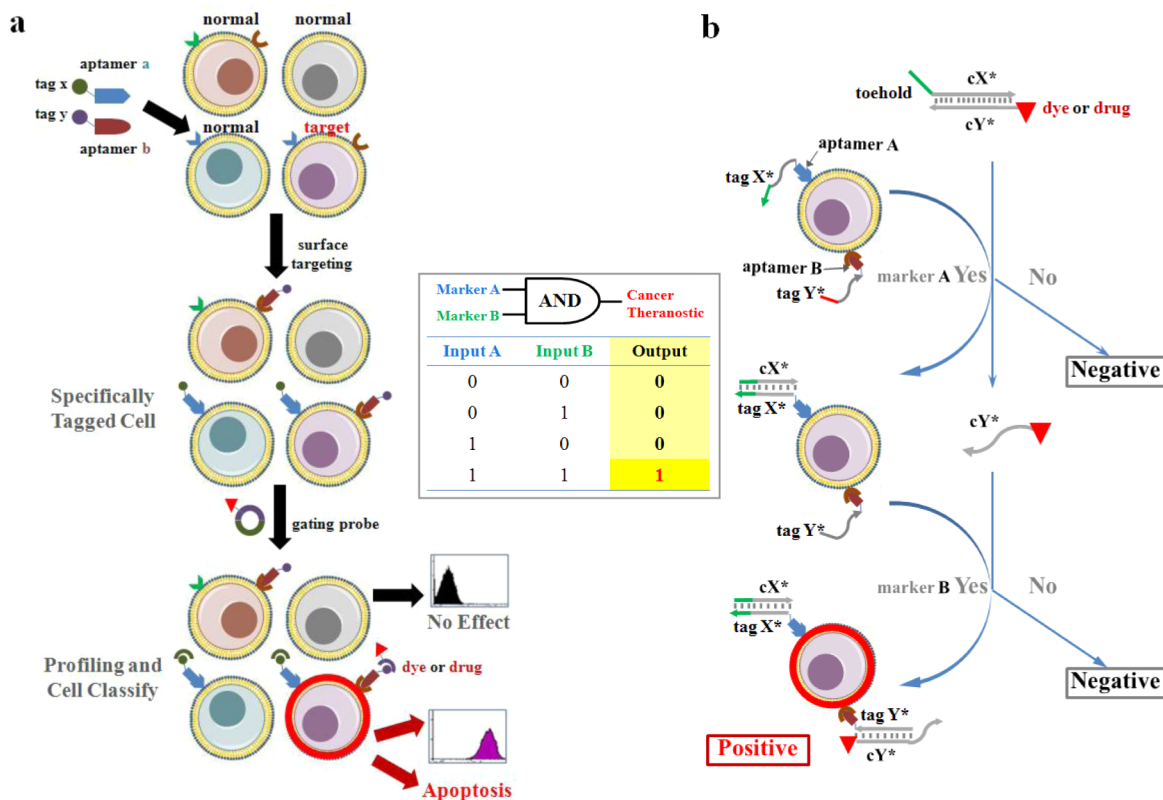 a
normal
normal
aptamer a
tag x
tag y
aptamer b
normal
target
surface
targeting
Specifically
Tagged Cell
gating probe
No Effect
Profiling and
Cell Classify
dye or drug
Apoptosis
Marker A
Marker B
AND
Cancer
Theranostic
Input A Input B Output
0 0 0
0 1 0
1 0 0
1 1 1
b
cX*
toehold
cY*
dye or drug
aptamer A
tag X*
aptamer B
tag Y*
marker A Yes
No
Negative
cX*
tag X*
cY*
tag Y*
marker B Yes
No
Negative
cX*
tag X*
tag Y*
cY*
Positive